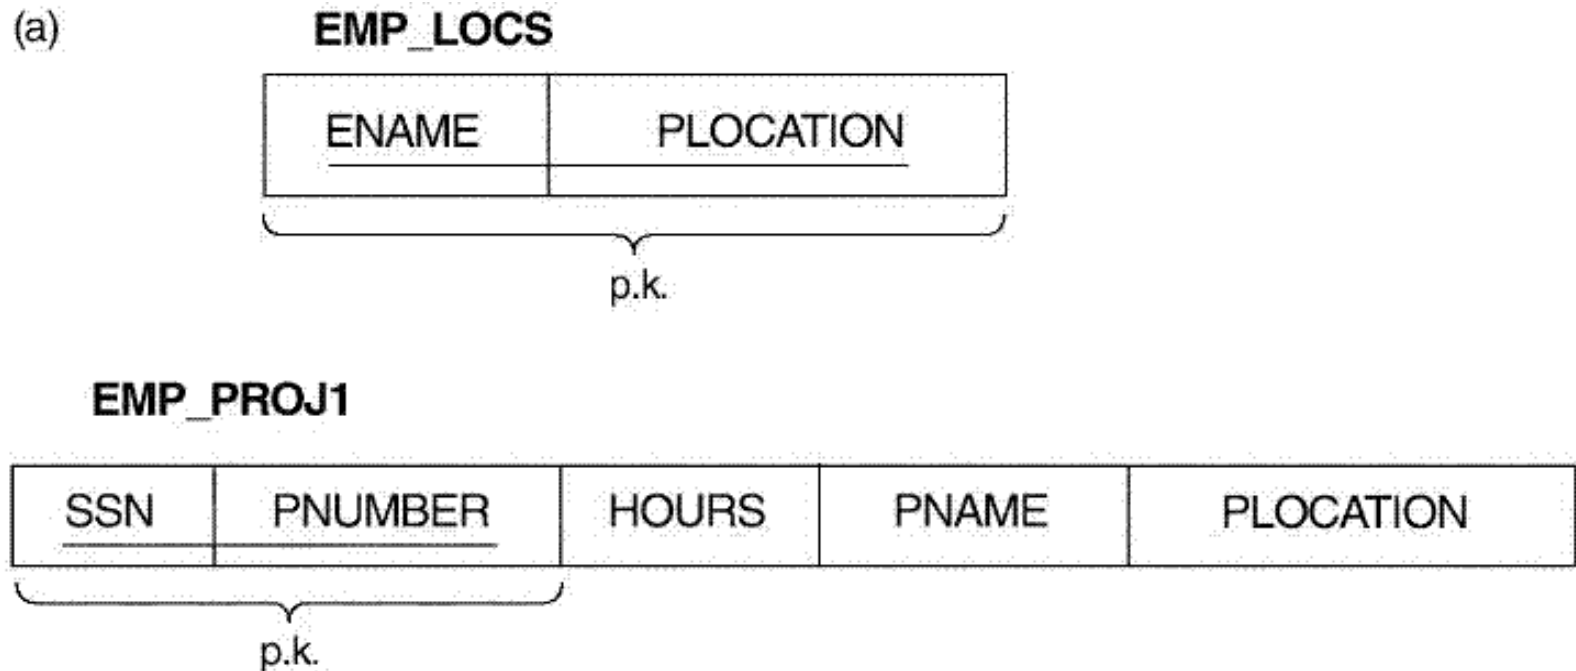 (a) EMP_LOCS
ENAME PLOCATION
p.k.
EMP_PROJ1
SSN PNUMBER HOURS PNAME PLOCATION
p.k.